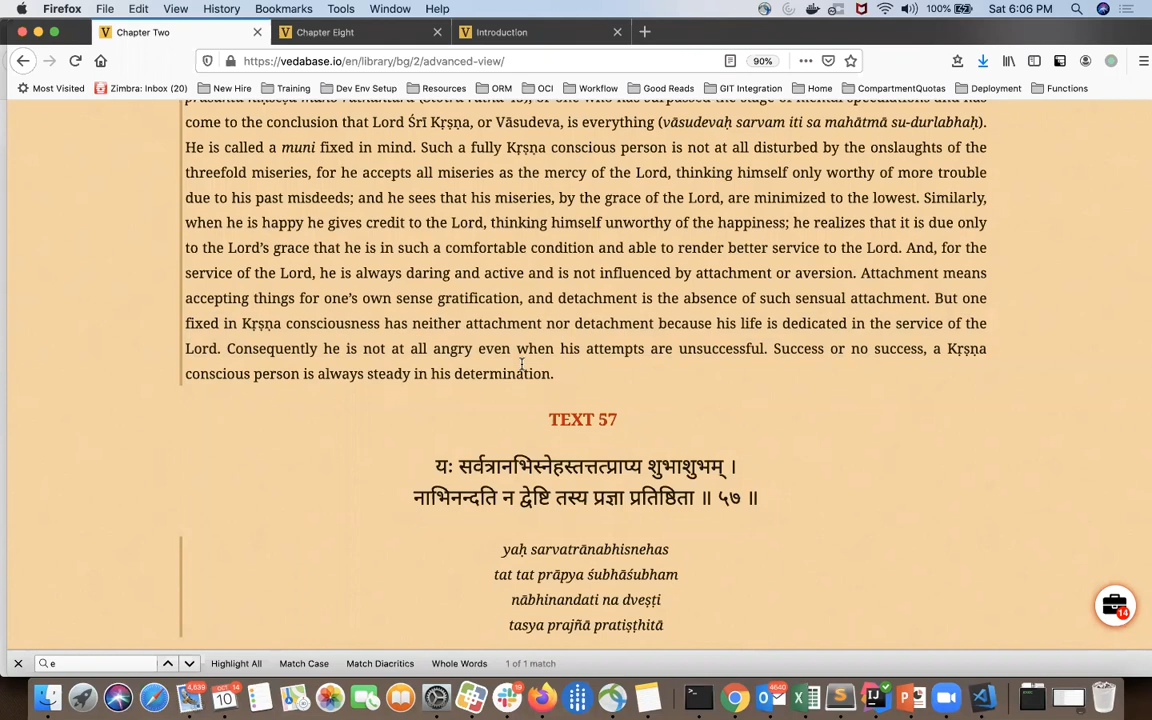 Firefox File Edit View History Bookmarks Tools Window Help 100% Sat 6:06 PM
Chapter Two Chapter Eight Introduction
https://vedabase.io/en/library/bg/2/advanced-view/ 90%
Most Visited Zimbra: Inbox (20) New Hire Training Dev Env Setup Resources ORM OCI Workflow Good Reads GIT Integration Home CompartmentQuotas Deployment Functions
come to the conclusion that Lord Śrī Kṛṣṇa, or Vāsudeva, is everything (vāsudevaḥ sarvam iti sa mahātmā su-durlabhaḥ).
He is called a muni fixed in mind. Such a fully Kṛṣṇa conscious person is not at all disturbed by the onslaughts of the
threefold miseries, for he accepts all miseries as the mercy of the Lord, thinking himself only worthy of more trouble
due to his past misdeeds; and he sees that his miseries, by the grace of the Lord, are minimized to the lowest. Similarly,
when he is happy he gives credit to the Lord, thinking himself unworthy of the happiness; he realizes that it is due only
to the Lord’s grace that he is in such a comfortable condition and able to render better service to the Lord. And, for the
service of the Lord, he is always daring and active and is not influenced by attachment or aversion. Attachment means
accepting things for one’s own sense gratification, and detachment is the absence of such sensual attachment. But one
fixed in Kṛṣṇa consciousness has neither attachment nor detachment because his life is dedicated in the service of the
Lord. Consequently he is not at all angry even when his attempts are unsuccessful. Success or no success, a Kṛṣṇa
conscious person is always steady in his determination.
TEXT 57
यः सर्वत्रानभिस्नेहस्तत्तत्प्राप्य शुभाशुभम् ।
नाभिनन्दति न द्वेष्टि तस्य प्रज्ञा प्रतिष्ठिता ॥ ५७ ॥
yaḥ sarvatrānabhisnehas
tat tat prāpya śubhāśubham
nābhinandati na dveṣṭi
tasya prajñā pratiṣṭhitā
14
e Highlight All Match Case Match Diacritics Whole Words 1 of 1 match
4,639 OCT 10 14 19 4640